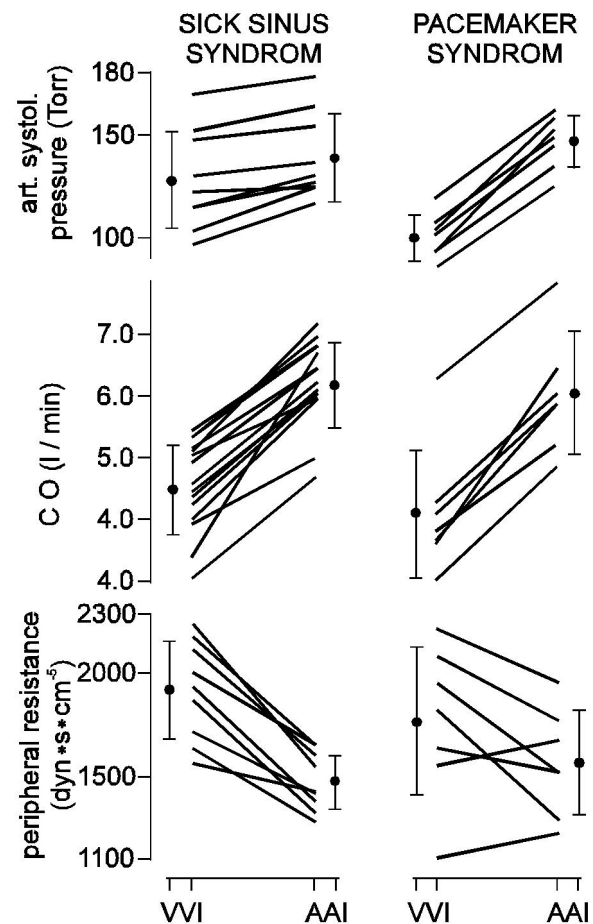 SICK SINUS
SYNDROM
PACEMAKER
SYNDROM
art. systol.
pressure (Torr)
180
150
100
C O (l / min)
7.0
6.0
5.0
4.0
4.0
peripheral resistance
(dyn*s*cm-5)
2300
2000
1500
1100
VVI
AAI
VVI
AAI